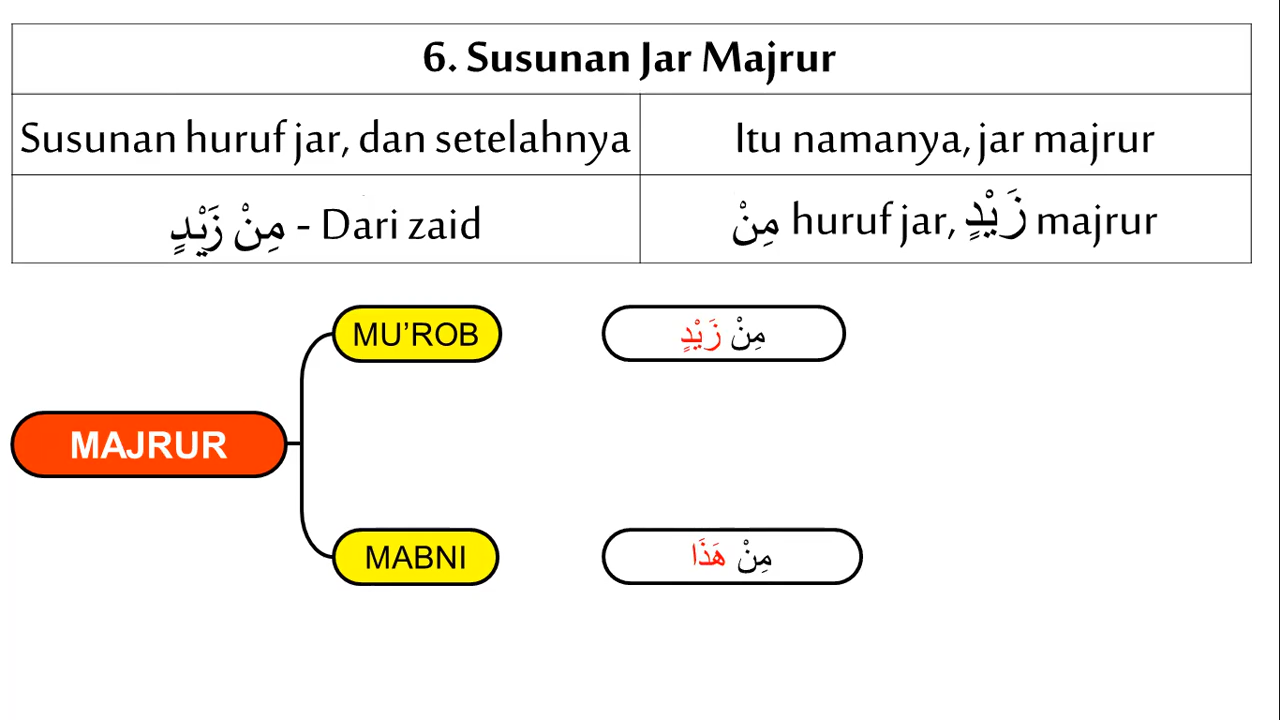 6. Susunan Jar Majrur
Susunan huruf jar, dan setelahnya
Itu namanya, jar majrur
مِنْ زَيْدٍ - Dari zaid
مِنْ huruf jar, زَيْدٍ majrur
MU’ROB
مِنْ زَيْدٍ
MAJRUR
MABNI
مِنْ هَذَا